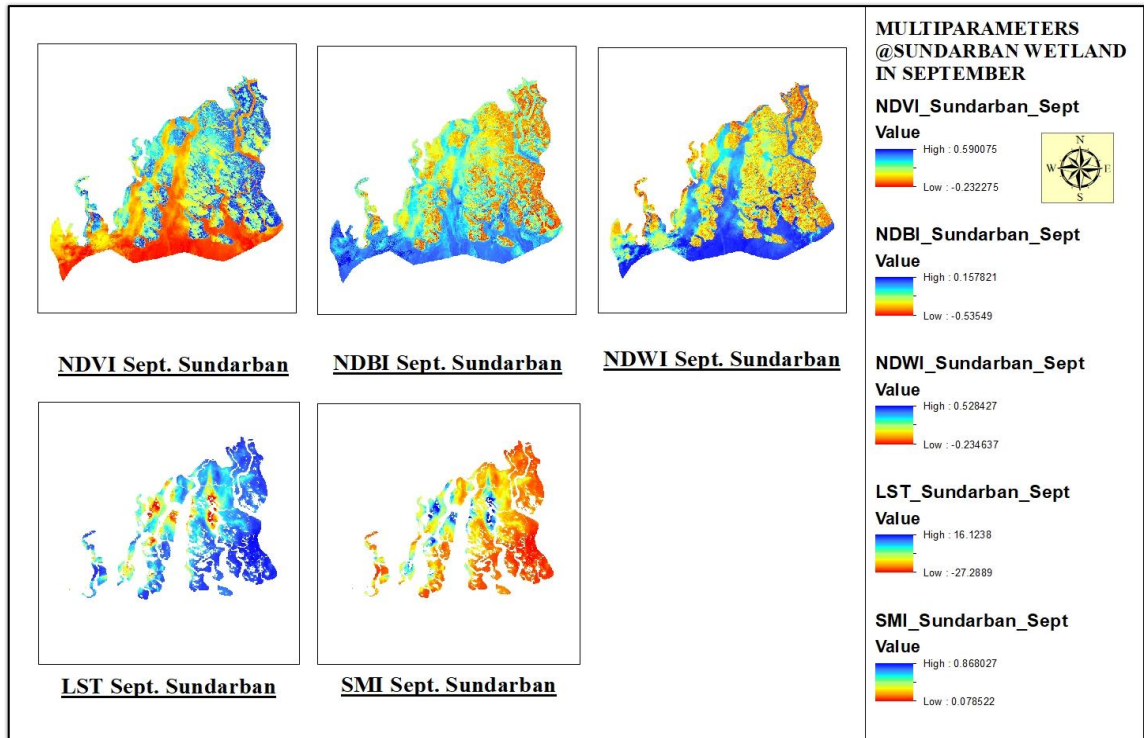 NDVI Sept. Sundarban
NDBI Sept. Sundarban
NDWI Sept. Sundarban
LST Sept. Sundarban
SMI Sept. Sundarban
MULTIPARAMETERS
@SUNDARBAN WETLAND
IN SEPTEMBER
NDVI_Sundarban_Sept
Value
High : 0.590075
Low : -0.232275
N
W
E
S
NDBI_Sundarban_Sept
Value
High : 0.157821
Low : -0.53549
NDWI_Sundarban_Sept
Value
High : 0.528427
Low : -0.234637
LST_Sundarban_Sept
Value
High : 16.1238
Low : -27.2889
SMI_Sundarban_Sept
Value
High : 0.868027
Low : 0.078522